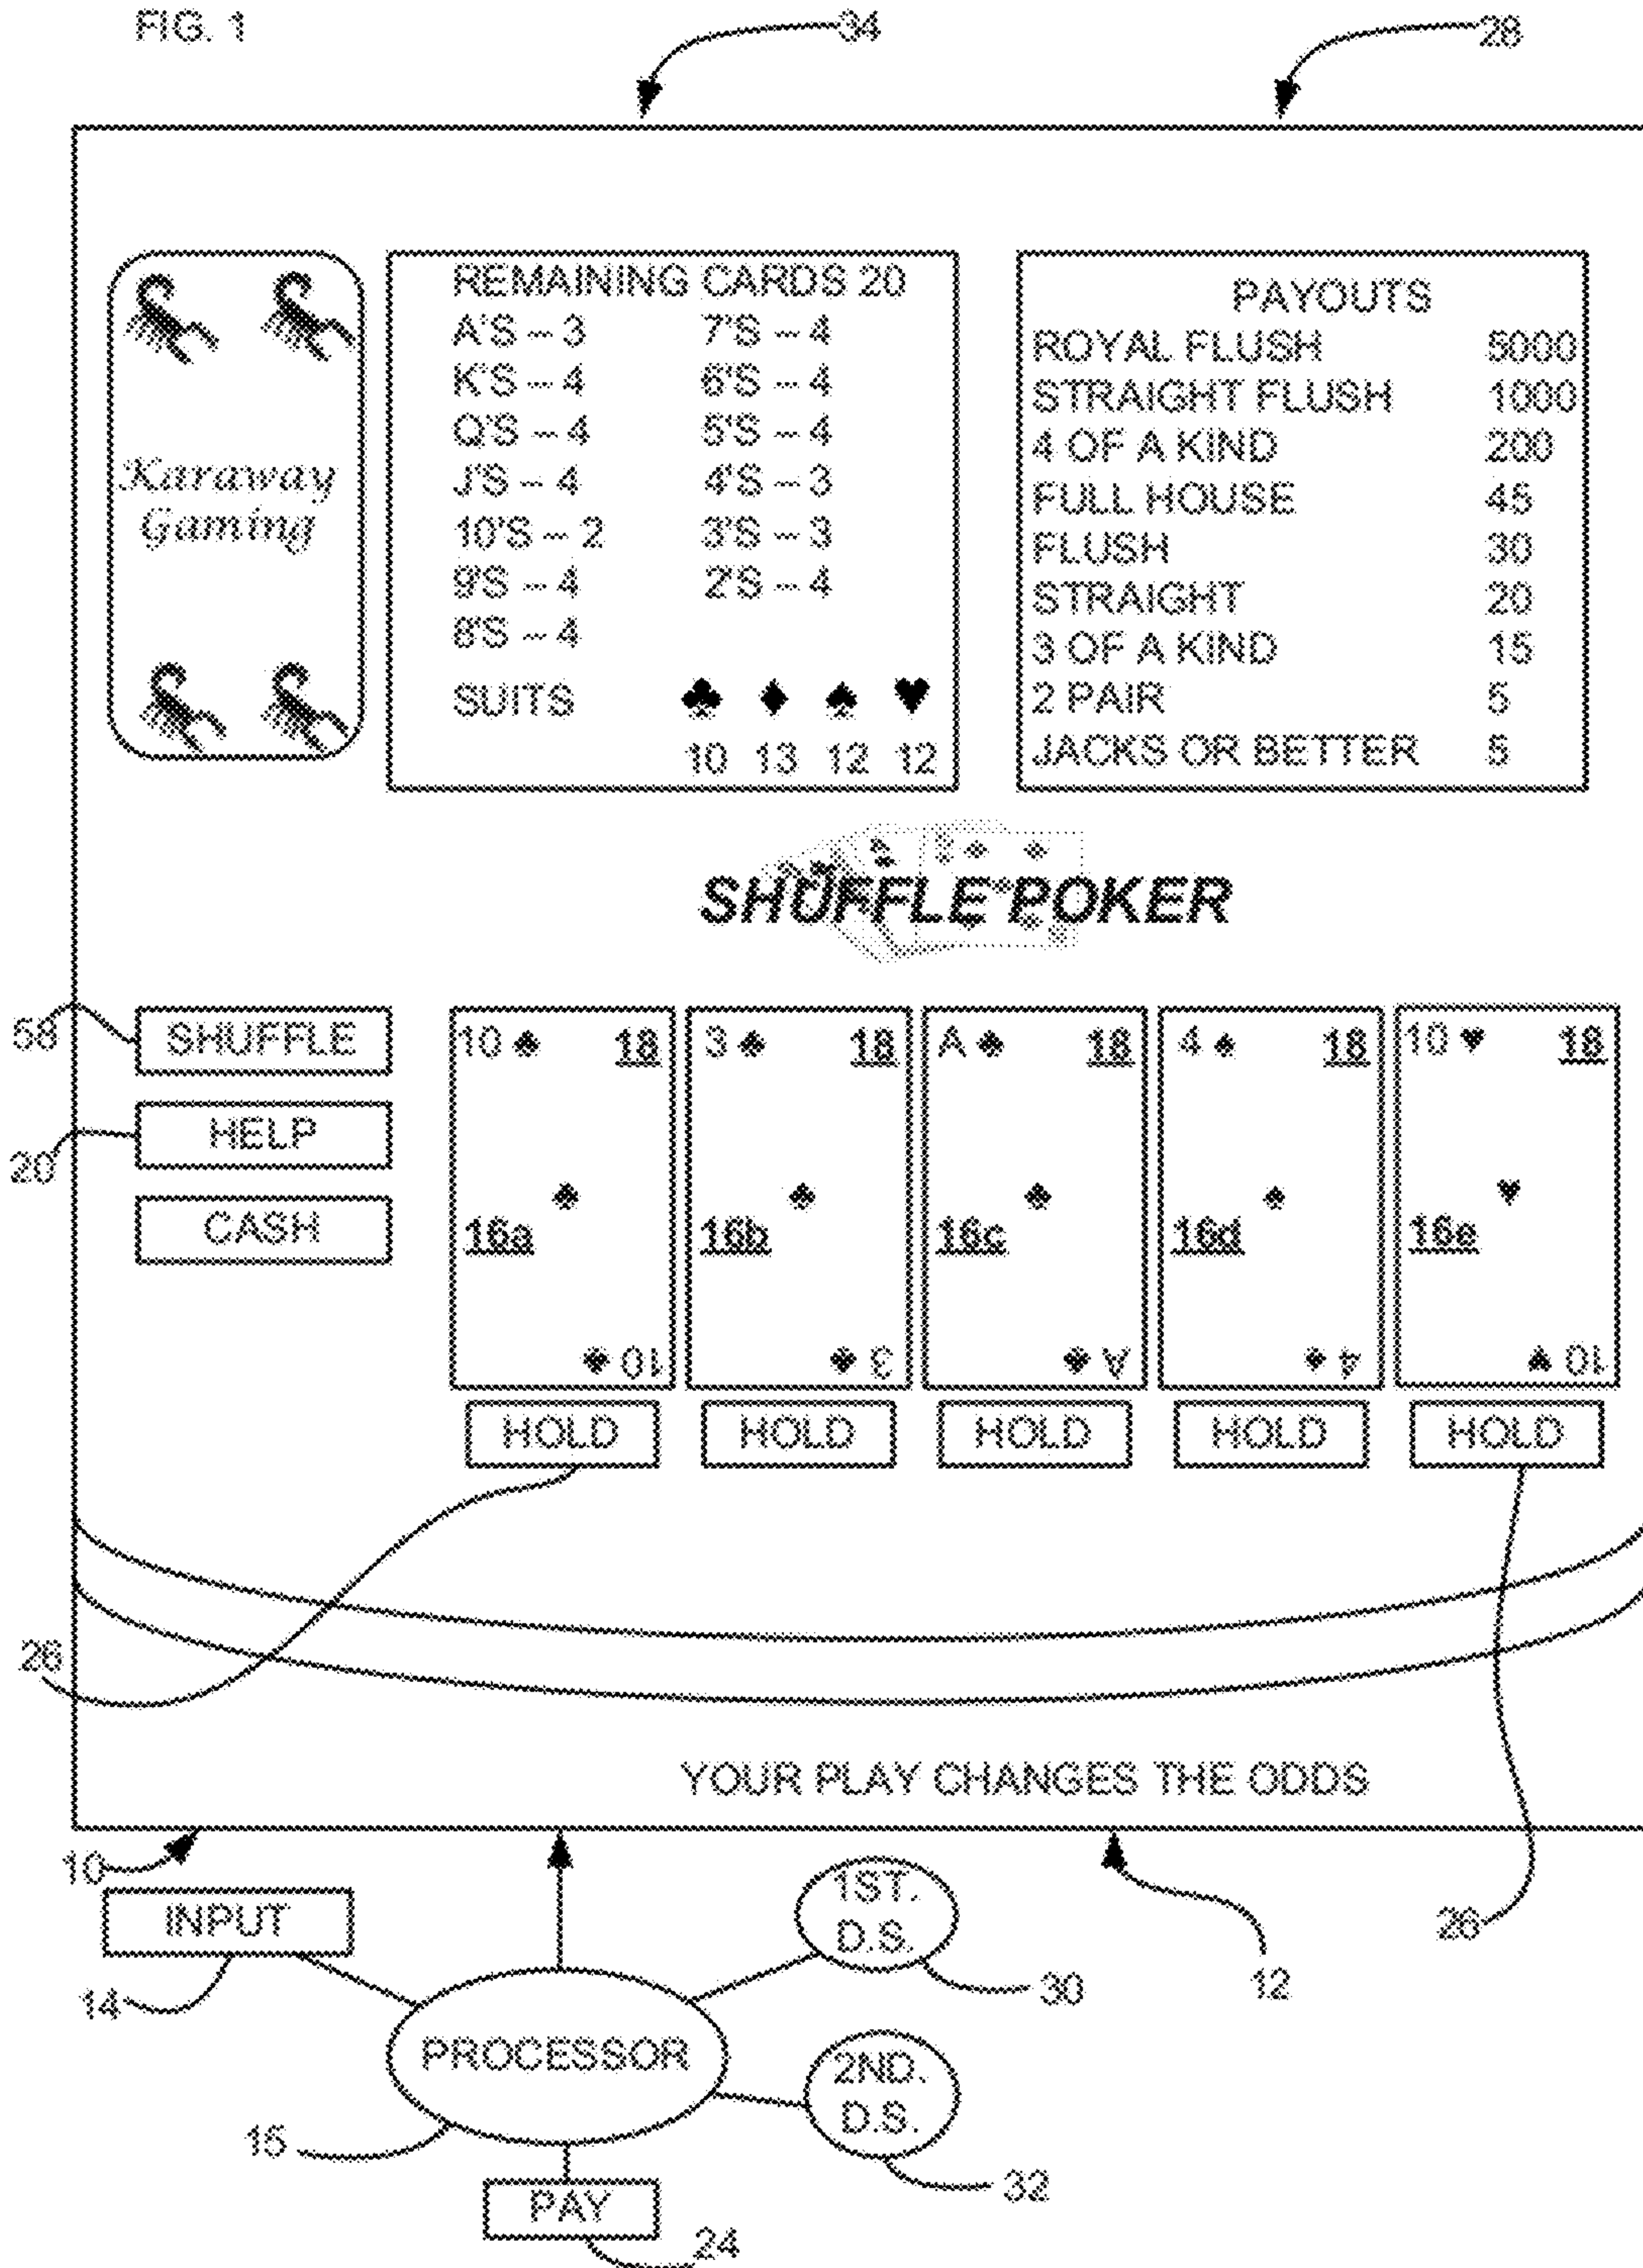 FIG. 1
34
28
Karaway
Gaming
REMAINING CARDS 20
A'S -- 3 7'S -- 4
K'S -- 4 6'S -- 4
Q'S -- 4 5'S -- 4
J'S -- 4 4'S -- 3
10'S -- 2 3'S -- 3
9'S -- 4 2'S -- 4
8'S -- 4
SUITS ♣ ♦ ♠ ♥
10 13 12 12
PAYOUTS
ROYAL FLUSH 5000
STRAIGHT FLUSH 1000
4 OF A KIND 200
FULL HOUSE 45
FLUSH 30
STRAIGHT 20
3 OF A KIND 15
2 PAIR 5
JACKS OR BETTER 5
SHUFFLE POKER
58 SHUFFLE
20 HELP
CASH
10 ♣ 18 3 ♣ 18 A ♣ 18 4 ♠ 18 10 ♥ 18
16a 16b 16c 16d 16e
10 3 A 4 10
HOLD HOLD HOLD HOLD HOLD
26
YOUR PLAY CHANGES THE ODDS
10
INPUT
14
1ST.
D.S.
30
12
26
PROCESSOR
15
2ND.
D.S.
32
PAY
24